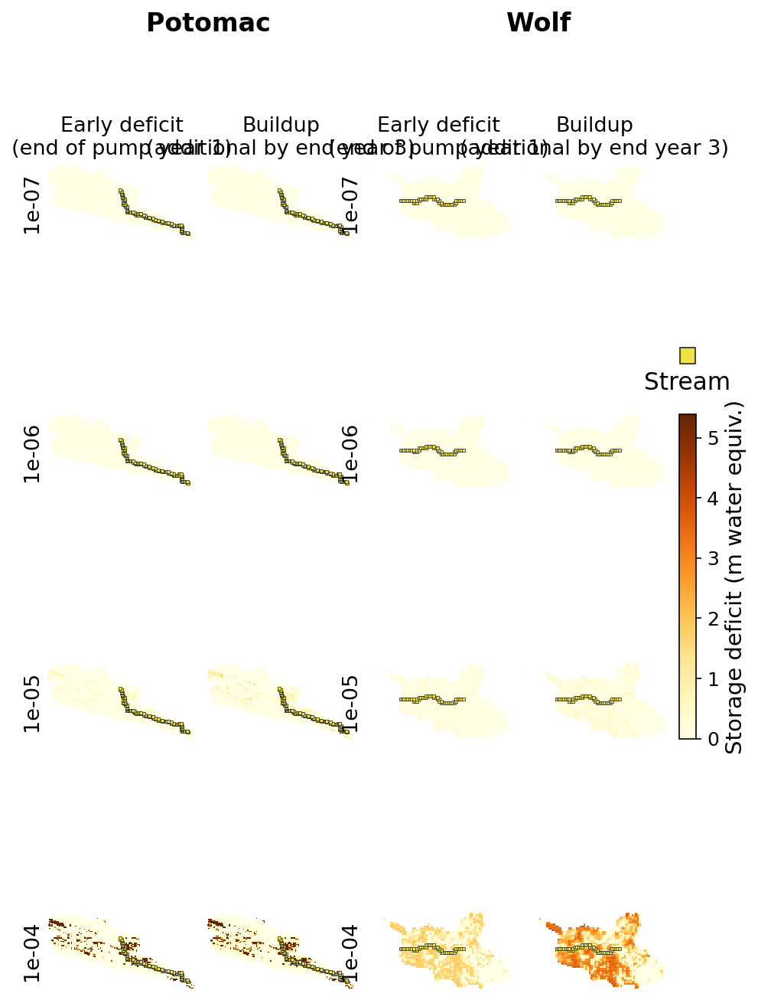 Potomac
Wolf
Early deficit
(end of pump year 1)
Buildup
(additional by end year 3)
Early deficit
(end of pump year 1)
Buildup
(additional by end year 3)
1e-07
1e-07
1e-06
1e-06
1e-05
1e-05
1e-04
1e-04
Stream
5
4
3
2
1
0
Storage deficit (m water equiv.)